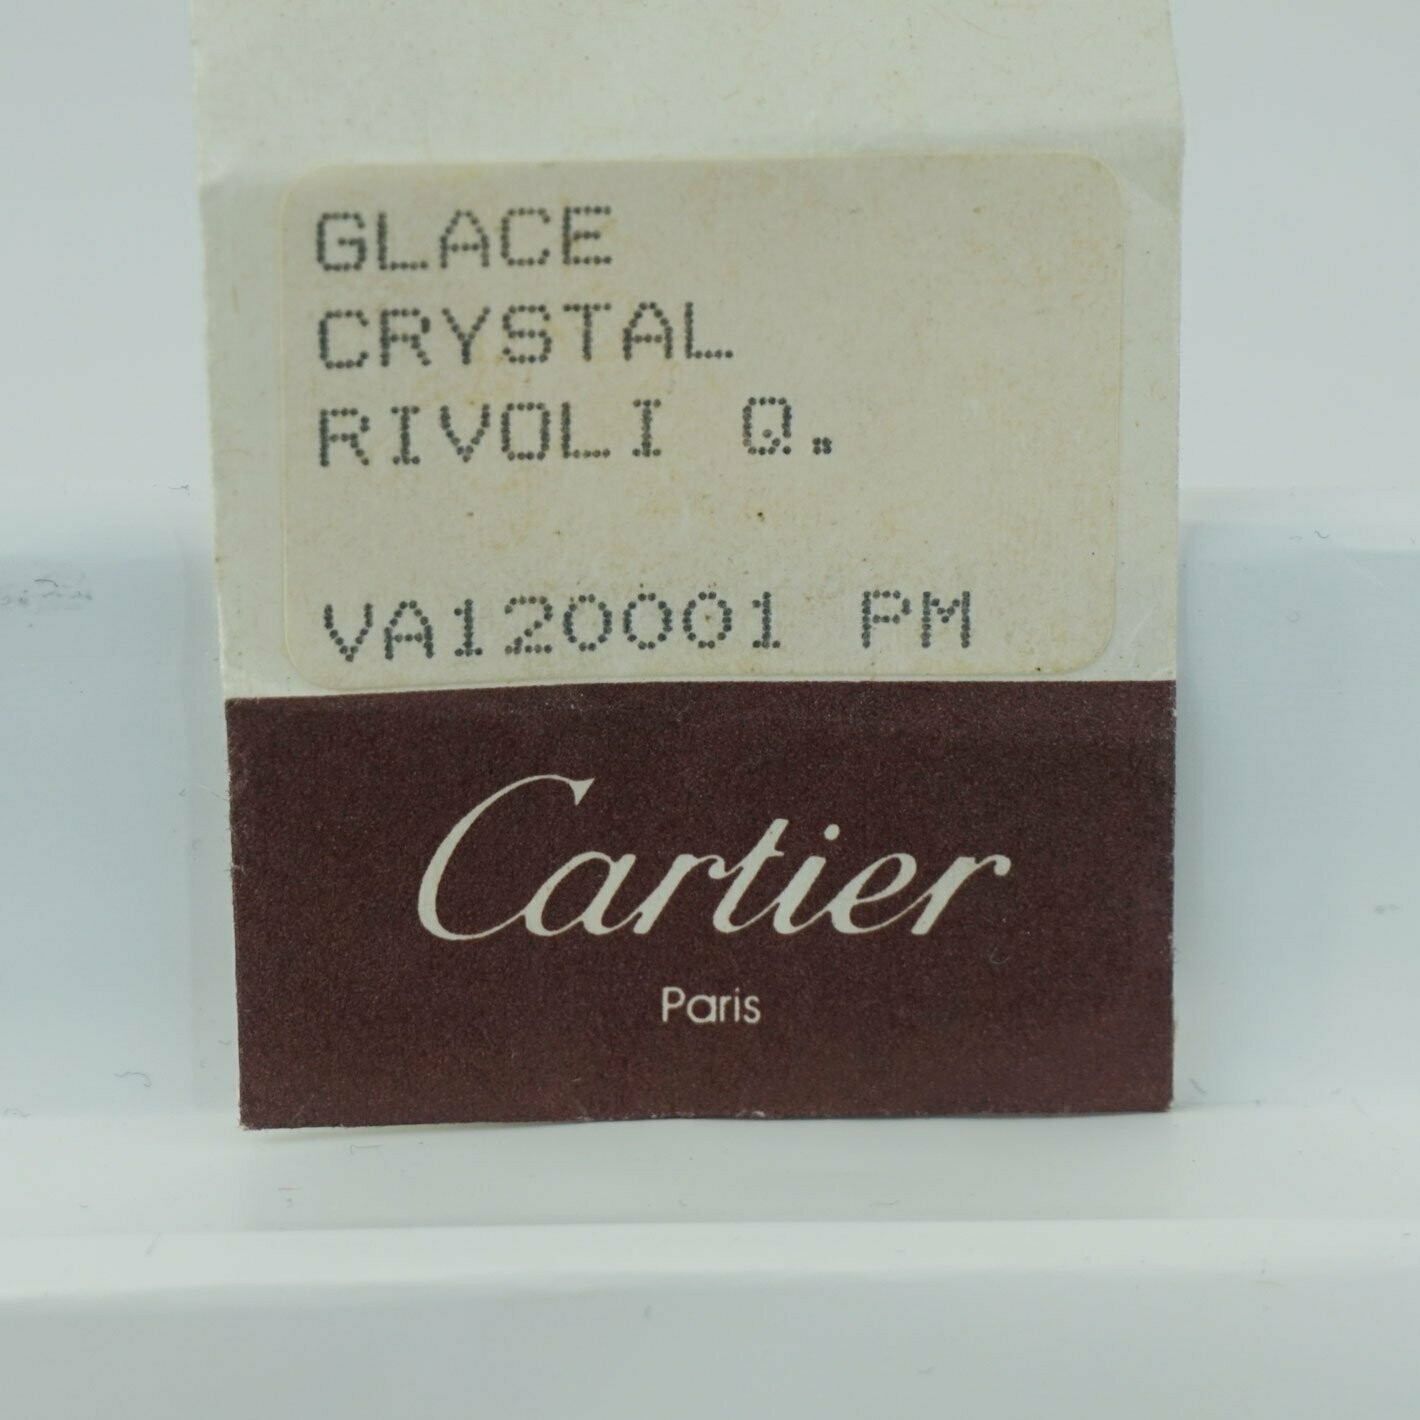 GLACE
CRYSTAL
RIVOLI Q.
VA120001 PM
Cartier
Paris